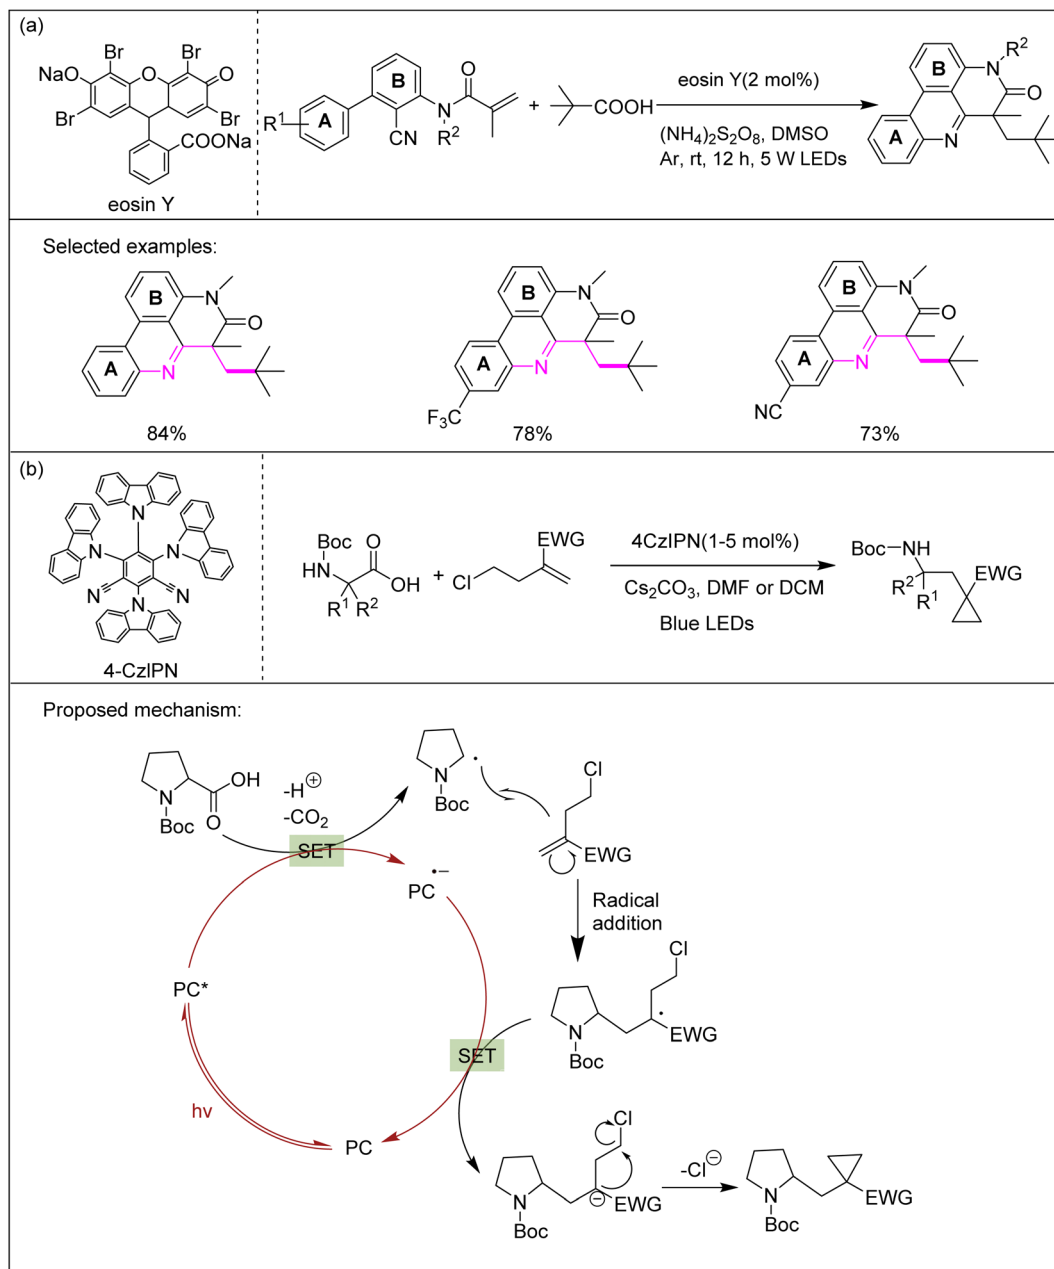 (a)
Br
Br
NaO
O
O
Br
Br
COONa
eosin Y
R¹
A
B
CN
N
R²
O
+
COOH
eosin Y(2 mol%)
(NH₄)₂S₂O₈, DMSO
Ar, rt, 12 h, 5 W LEDs
B
A
N
R²
O
N
Selected examples:
B
A
N
O
N
84%
B
A
N
O
N
F₃C
78%
B
A
N
O
N
NC
73%
(b)
N
N
N
NC
CN
N
4-CzIPN
Boc
HN
O
OH
R¹ R²
+
EWG
Cl
4CzIPN(1-5 mol%)
Cs₂CO₃, DMF or DCM
Blue LEDs
Boc-NH
R²
R¹
EWG
Proposed mechanism:
OH
O
N
Boc
-H⊕
-CO₂
SET
N
Boc
Cl
EWG
PC•−
Radical
addition
PC*
Cl
N
Boc
EWG
SET
hv
PC
Cl
N
Boc
EWG
-Cl⊖
N
Boc
EWG